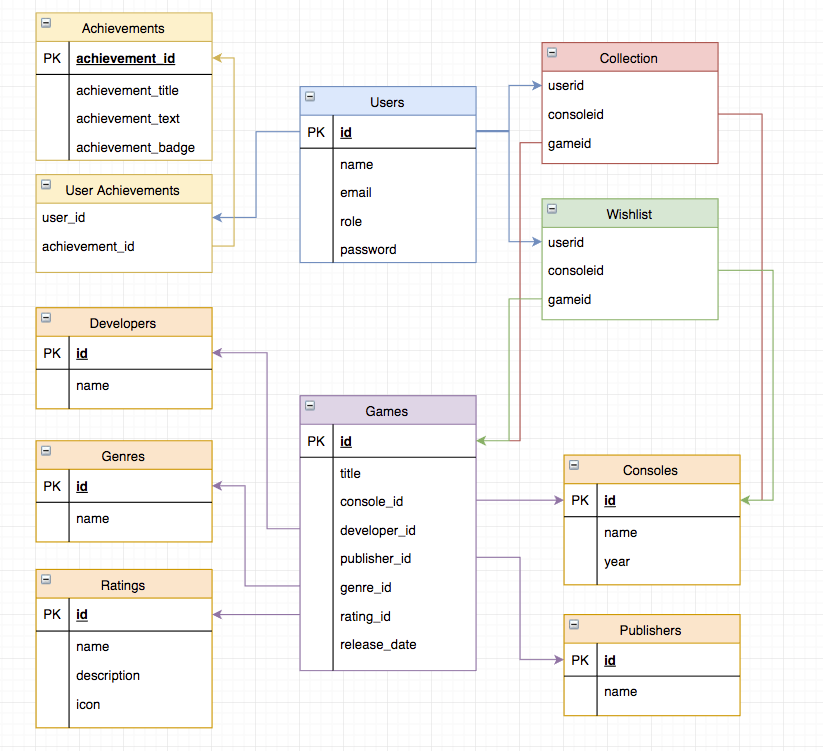 Achievements
PK achievement_id
achievement_title
achievement_text
achievement_badge
User Achievements
user_id
achievement_id
Users
PK id
name
email
role
password
Collection
userid
consoleid
gameid
Wishlist
userid
consoleid
gameid
Developers
PK id
name
Genres
PK id
name
Ratings
PK id
name
description
icon
Games
PK id
title
console_id
developer_id
publisher_id
genre_id
rating_id
release_date
Consoles
PK id
name
year
Publishers
PK id
name